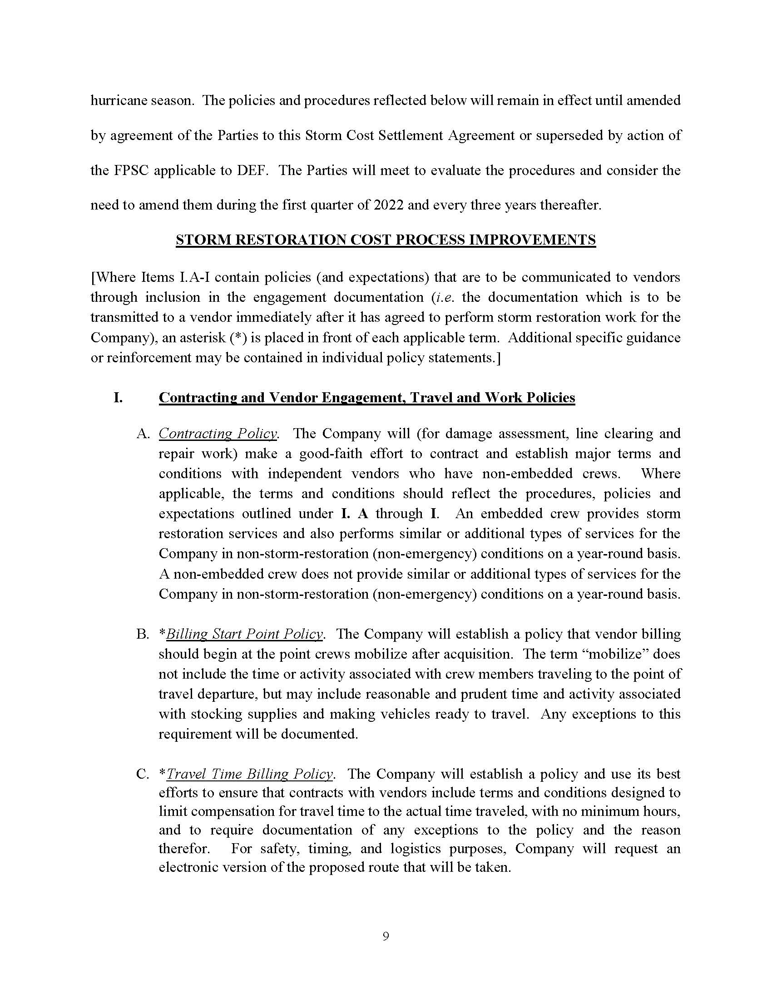 hurricane season.  The policies and procedures reflected below will remain in effect until amended
by agreement of the Parties to this Storm Cost Settlement Agreement or superseded by action of
the FPSC applicable to DEF.  The Parties will meet to evaluate the procedures and consider the
need to amend them during the first quarter of 2022 and every three years thereafter.
STORM RESTORATION COST PROCESS IMPROVEMENTS
[Where Items I.A-I contain policies (and expectations) that are to be communicated to vendors
through inclusion in the engagement documentation (i.e. the documentation which is to be
transmitted to a vendor immediately after it has agreed to perform storm restoration work for the
Company), an asterisk (*) is placed in front of each applicable term.  Additional specific guidance
or reinforcement may be contained in individual policy statements.]
I. Contracting and Vendor Engagement, Travel and Work Policies
A. Contracting Policy.  The Company will (for damage assessment, line clearing and
repair work) make a good-faith effort to contract and establish major terms and
conditions with independent vendors who have non-embedded crews.  Where
applicable, the terms and conditions should reflect the procedures, policies and
expectations outlined under I. A through I.  An embedded crew provides storm
restoration services and also performs similar or additional types of services for the
Company in non-storm-restoration (non-emergency) conditions on a year-round basis.
A non-embedded crew does not provide similar or additional types of services for the
Company in non-storm-restoration (non-emergency) conditions on a year-round basis.
B. *Billing Start Point Policy.  The Company will establish a policy that vendor billing
should begin at the point crews mobilize after acquisition.  The term “mobilize” does
not include the time or activity associated with crew members traveling to the point of
travel departure, but may include reasonable and prudent time and activity associated
with stocking supplies and making vehicles ready to travel.  Any exceptions to this
requirement will be documented.
C. *Travel Time Billing Policy.  The Company will establish a policy and use its best
efforts to ensure that contracts with vendors include terms and conditions designed to
limit compensation for travel time to the actual time traveled, with no minimum hours,
and to require documentation of any exceptions to the policy and the reason
therefor.  For safety, timing, and logistics purposes, Company will request an
electronic version of the proposed route that will be taken.
9